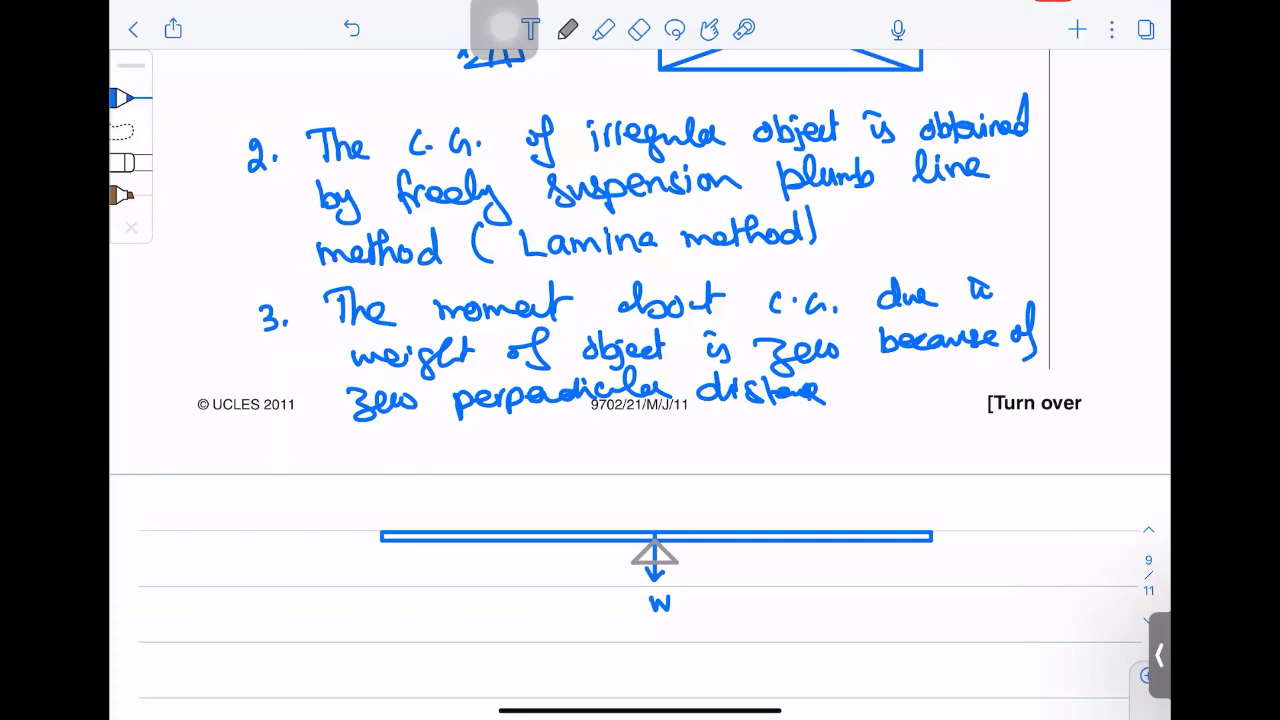 2. The C.G. of irregular object is obtained
by freely suspension plumb line
method (Lamina method)
3. The moment about C.G. due to
weight of object is zero because of
zero perpendicular distance
© UCLES 2011 9702/21/M/J/11 [Turn over
W
9
/
11